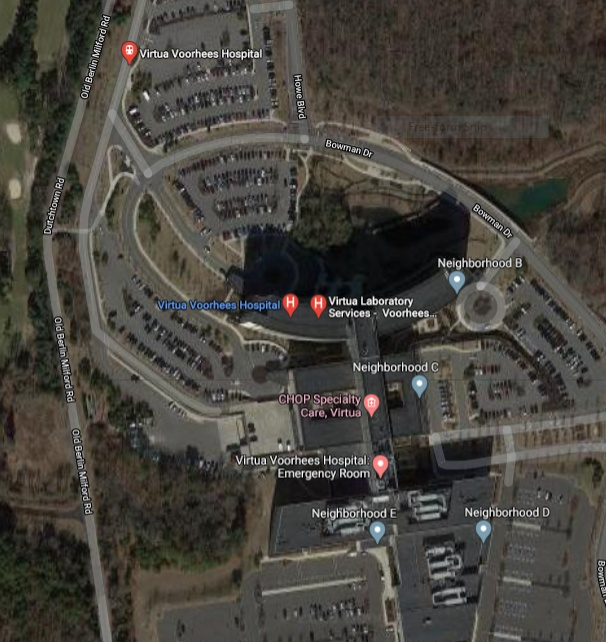 Virtua Voorhees Hospital
Old Berlin Milford Rd
Howe Blvd
Bowman Dr
Dutchtown Rd
Bowman Dr
Neighborhood B
Virtua Voorhees Hospital
Virtua Laboratory
Services - Voorhees...
Old Berlin Milford Rd
Neighborhood C
CHOP Specialty
Care, Virtua
Old Berlin Milford Rd
Virtua Voorhees Hospital:
Emergency Room
Neighborhood E
Neighborhood D
Bowman